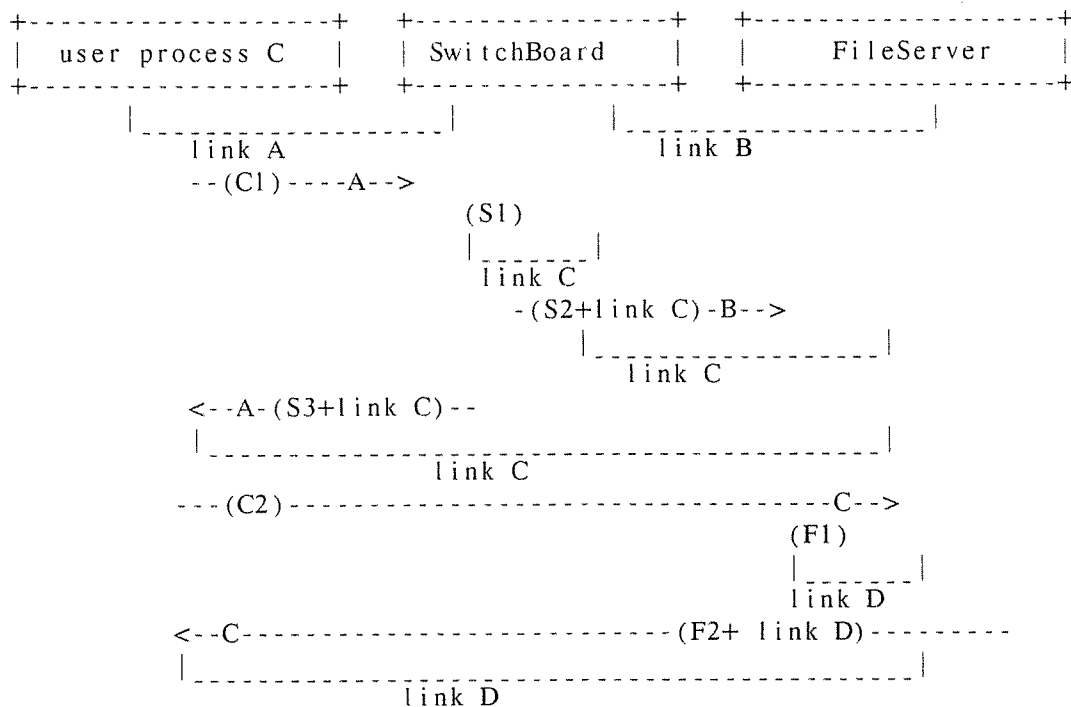 user process C SwitchBoard FileServer
link A link B
--(C1)----A-->
(S1)
link C
-(S2+link C)-B-->
link C
<--A-(S3+link C)--
link C
---(C2)------------------------------C-->
(F1)
link D
<--C------------------------(F2+ link D)---------
link D